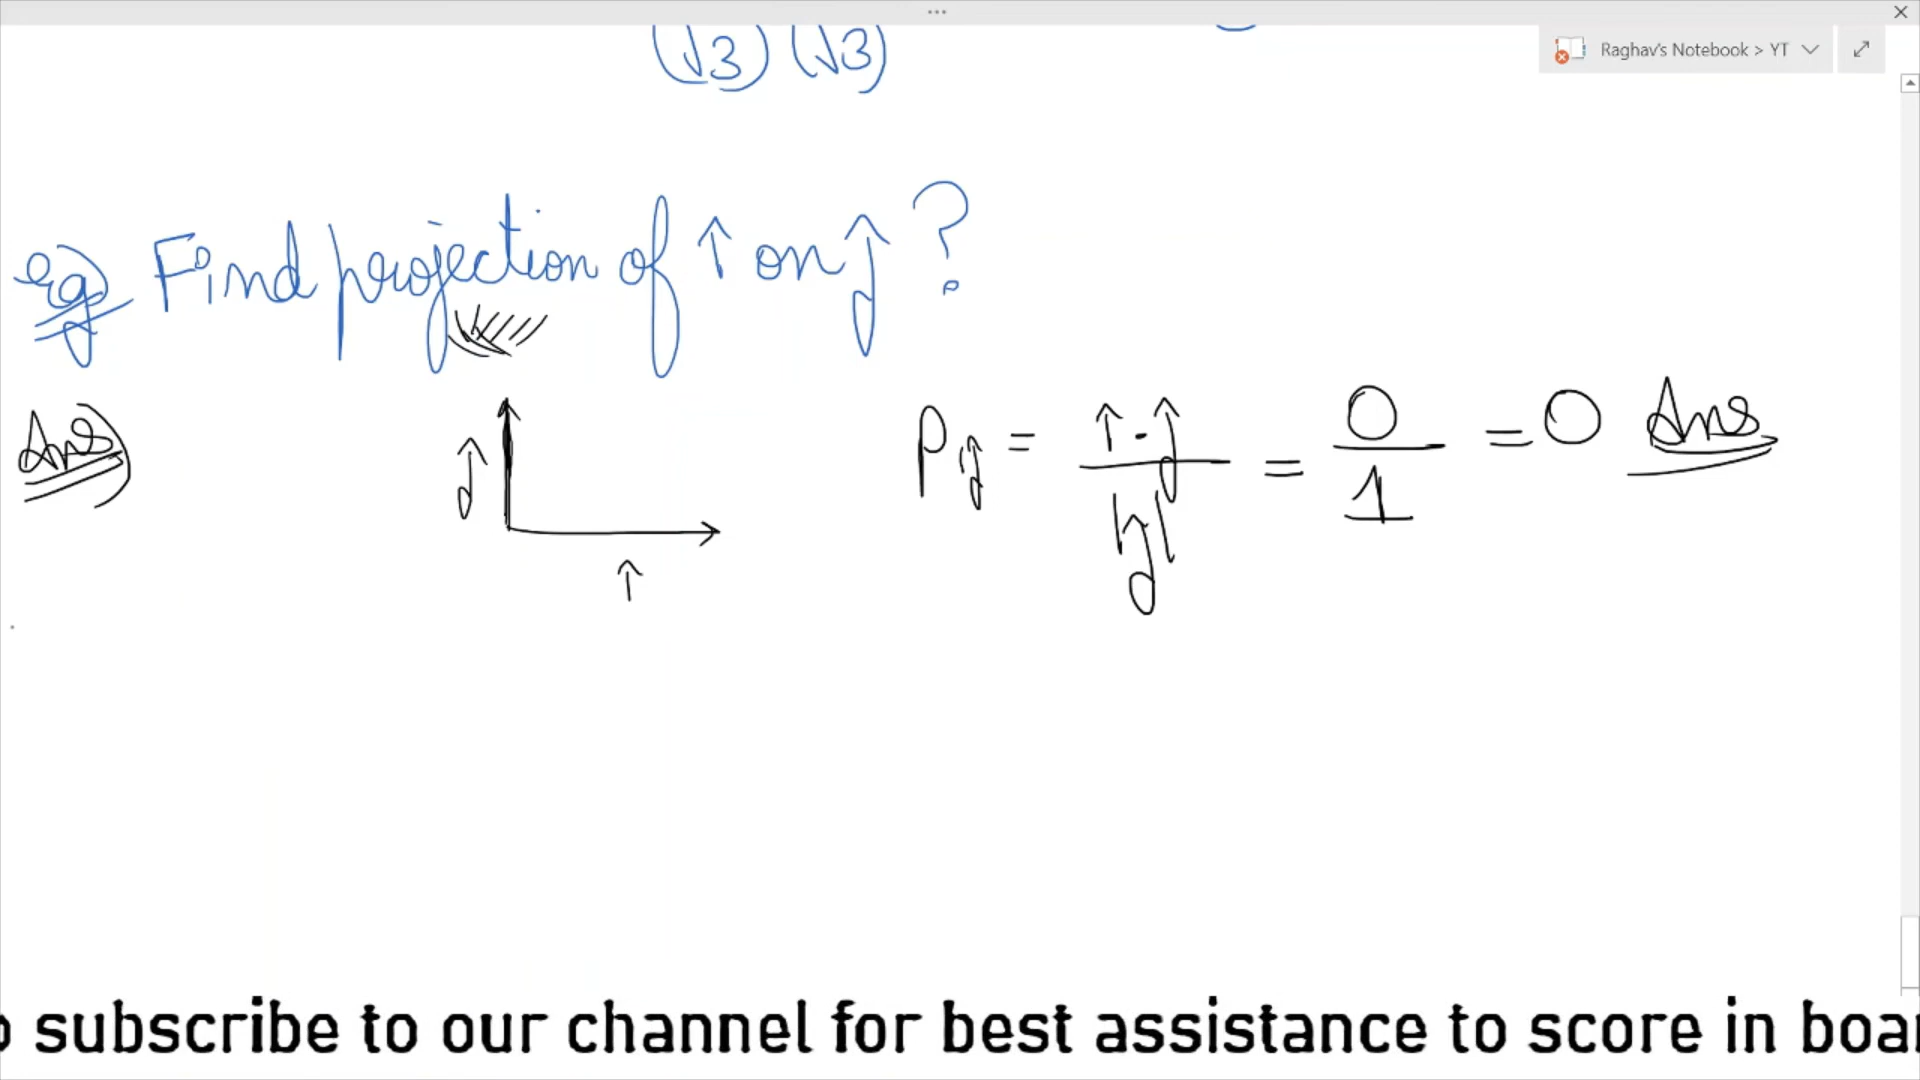 Raghav's Notebook > YT
(√3) (√3)
eg) Find projection of î on ĵ ?
Ans)
ĵ
î
P ĵ = î · ĵ / |ĵ| = 0 / 1 = 0 Ans
subscribe to our channel for best assistance to score in boa